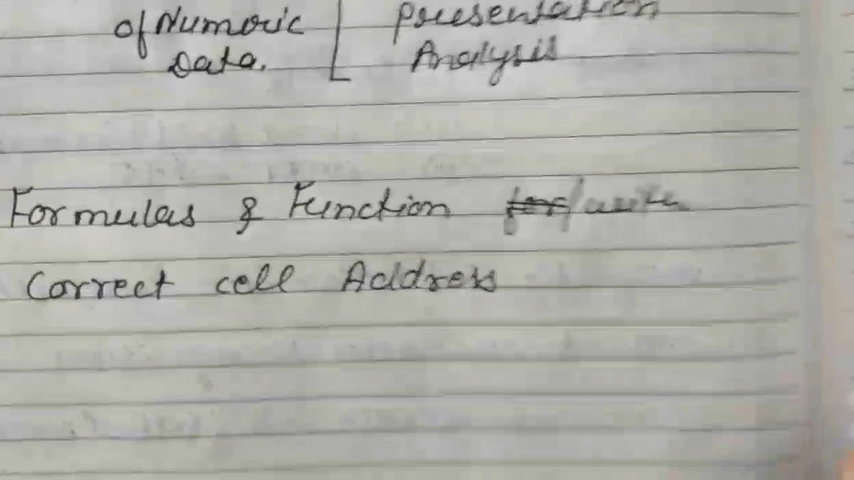 of Numeric | presentation
Data. | Analysis
Formulas & Function
Correct cell Address